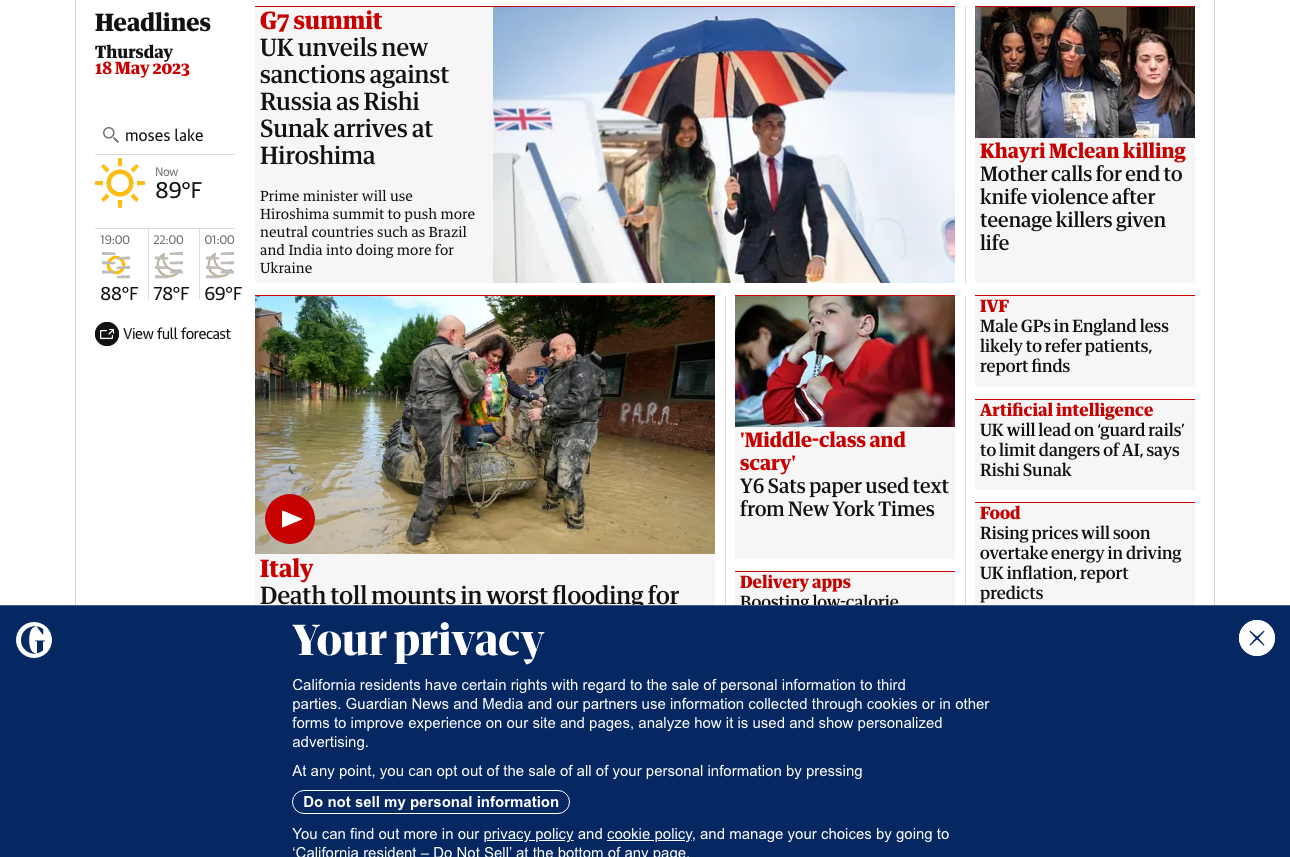 Headlines
Thursday
18 May 2023
moses lake
Now
89°F
19:00
22:00
01:00
88°F
78°F
69°F
View full forecast
G7 summit
UK unveils new
sanctions against
Russia as Rishi
Sunak arrives at
Hiroshima
Prime minister will use
Hiroshima summit to push more
neutral countries such as Brazil
and India into doing more for
Ukraine
Khayri Mclean killing
Mother calls for end to
knife violence after
teenage killers given
life
PARA
Italy
Death toll mounts in worst flooding for
'Middle-class and
scary'
Y6 Sats paper used text
from New York Times
Delivery apps
Boosting low-calorie
IVF
Male GPs in England less
likely to refer patients,
report finds
Artificial intelligence
UK will lead on ‘guard rails’
to limit dangers of AI, says
Rishi Sunak
Food
Rising prices will soon
overtake energy in driving
UK inflation, report
predicts
G
Your privacy
California residents have certain rights with regard to the sale of personal information to third
parties. Guardian News and Media and our partners use information collected through cookies or in other
forms to improve experience on our site and pages, analyze how it is used and show personalized
advertising.
At any point, you can opt out of the sale of all of your personal information by pressing
Do not sell my personal information
You can find out more in our privacy policy and cookie policy, and manage your choices by going to
‘California resident – Do Not Sell’ at the bottom of any page.